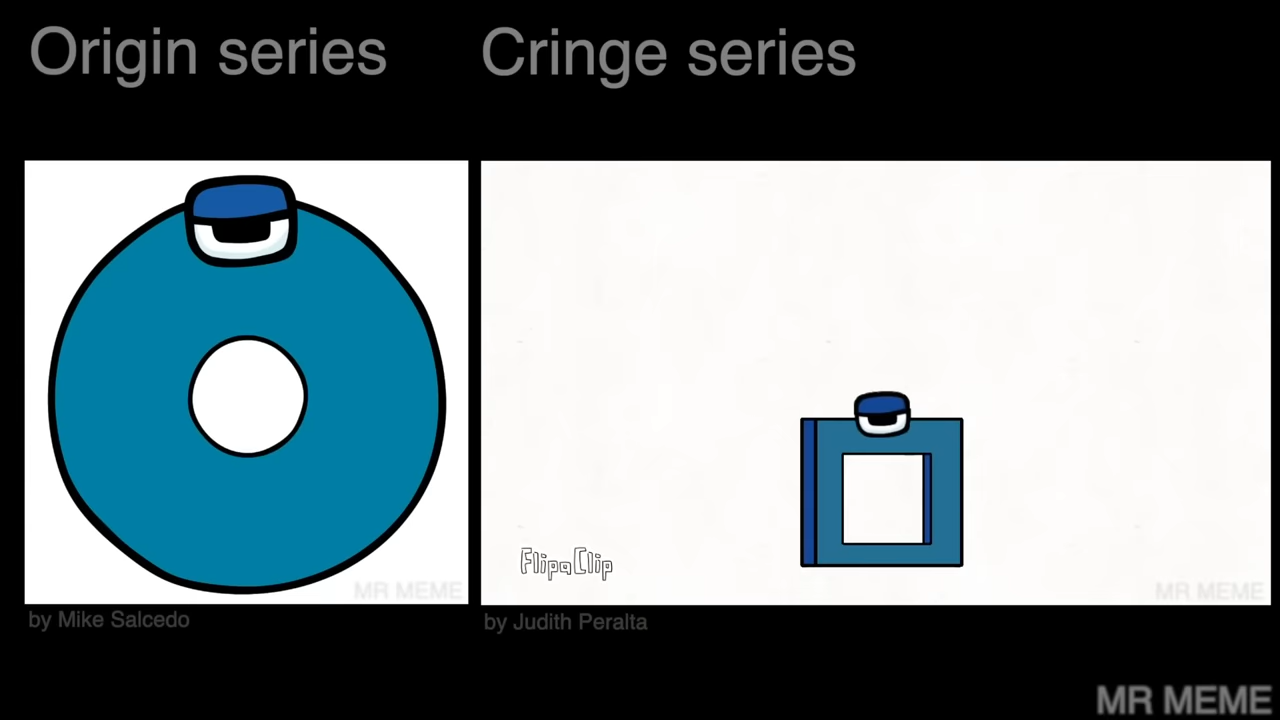 Origin series
Cringe series
FlipaClip
MR MEME
MR MEME
by Mike Salcedo
by Judith Peralta
MR MEME